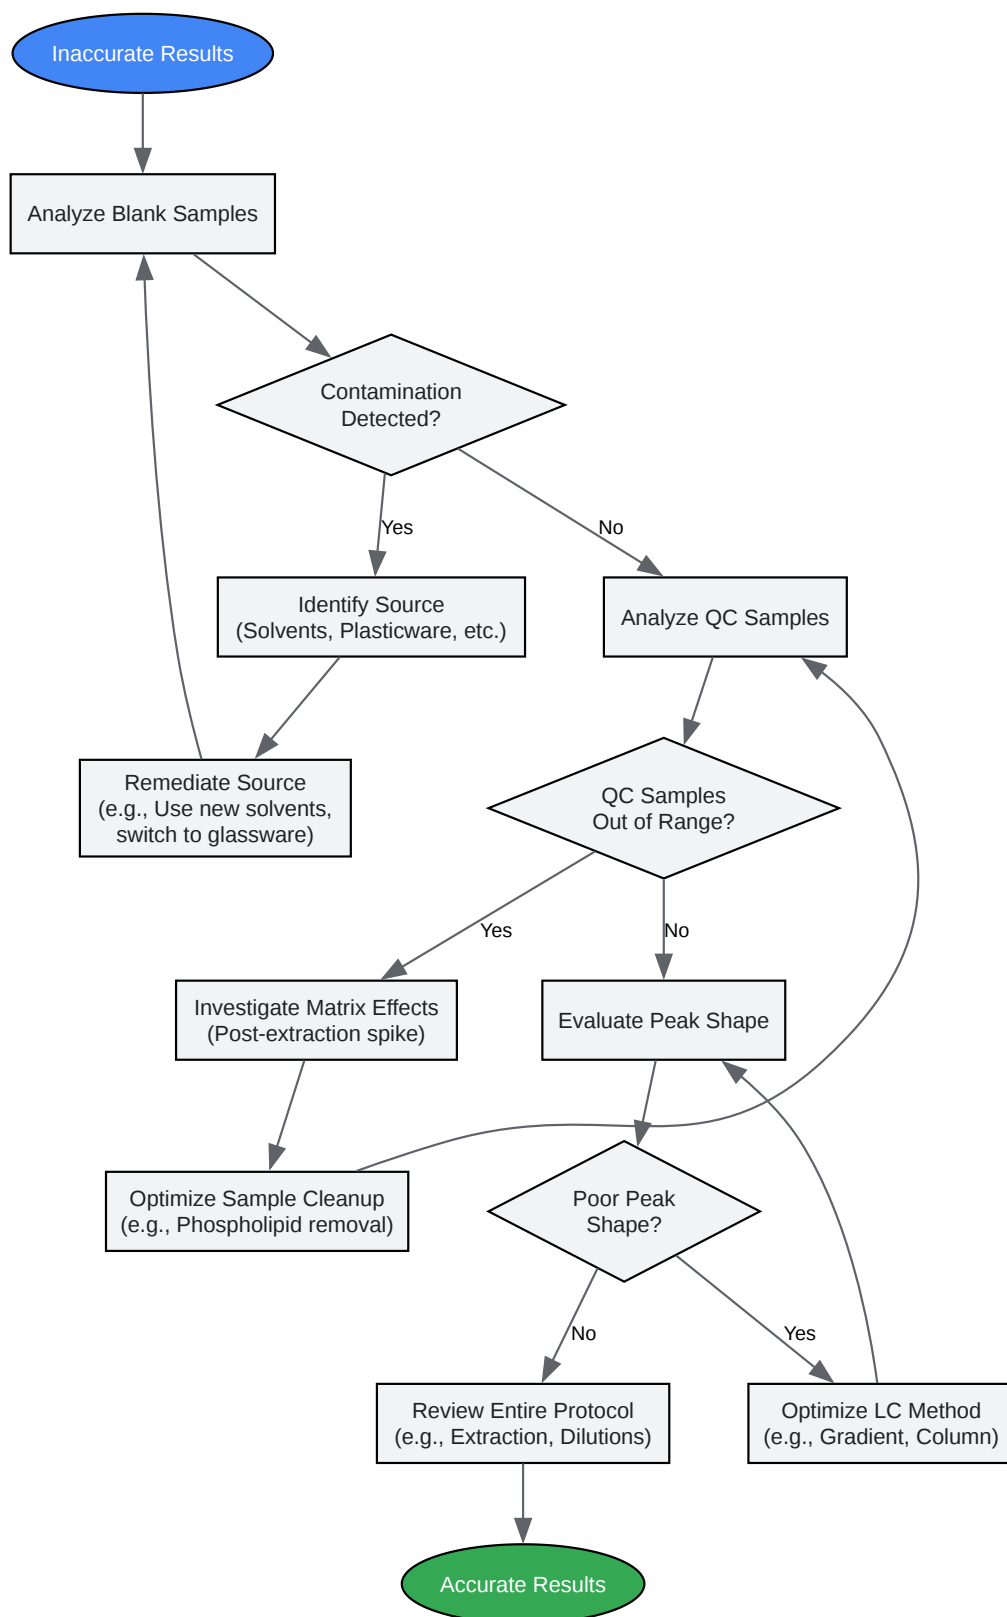 Inaccurate Results
Analyze Blank Samples
Contamination
Detected?
Yes
No
Identify Source
(Solvents, Plasticware, etc.)
Analyze QC Samples
Remediate Source
(e.g., Use new solvents,
switch to glassware)
QC Samples
Out of Range?
Yes
No
Investigate Matrix Effects
(Post-extraction spike)
Evaluate Peak Shape
Optimize Sample Cleanup
(e.g., Phospholipid removal)
Poor Peak
Shape?
No
Yes
Review Entire Protocol
(e.g., Extraction, Dilutions)
Optimize LC Method
(e.g., Gradient, Column)
Accurate Results